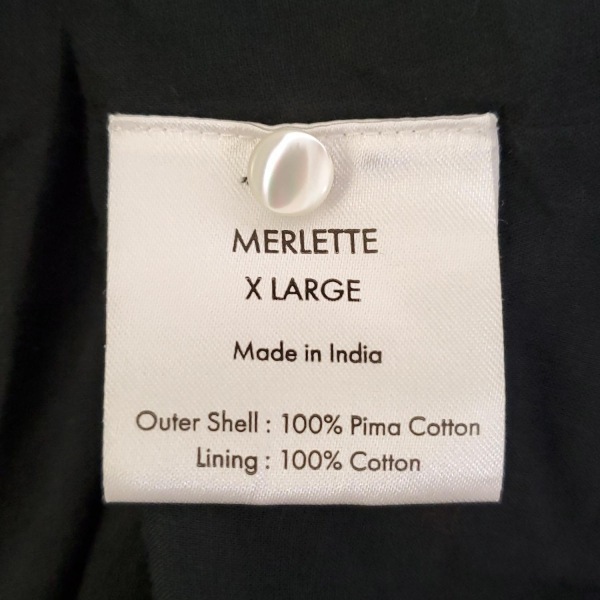 MERLETTE
X LARGE
Made in India
Outer Shell : 100% Pima Cotton
Lining : 100% Cotton